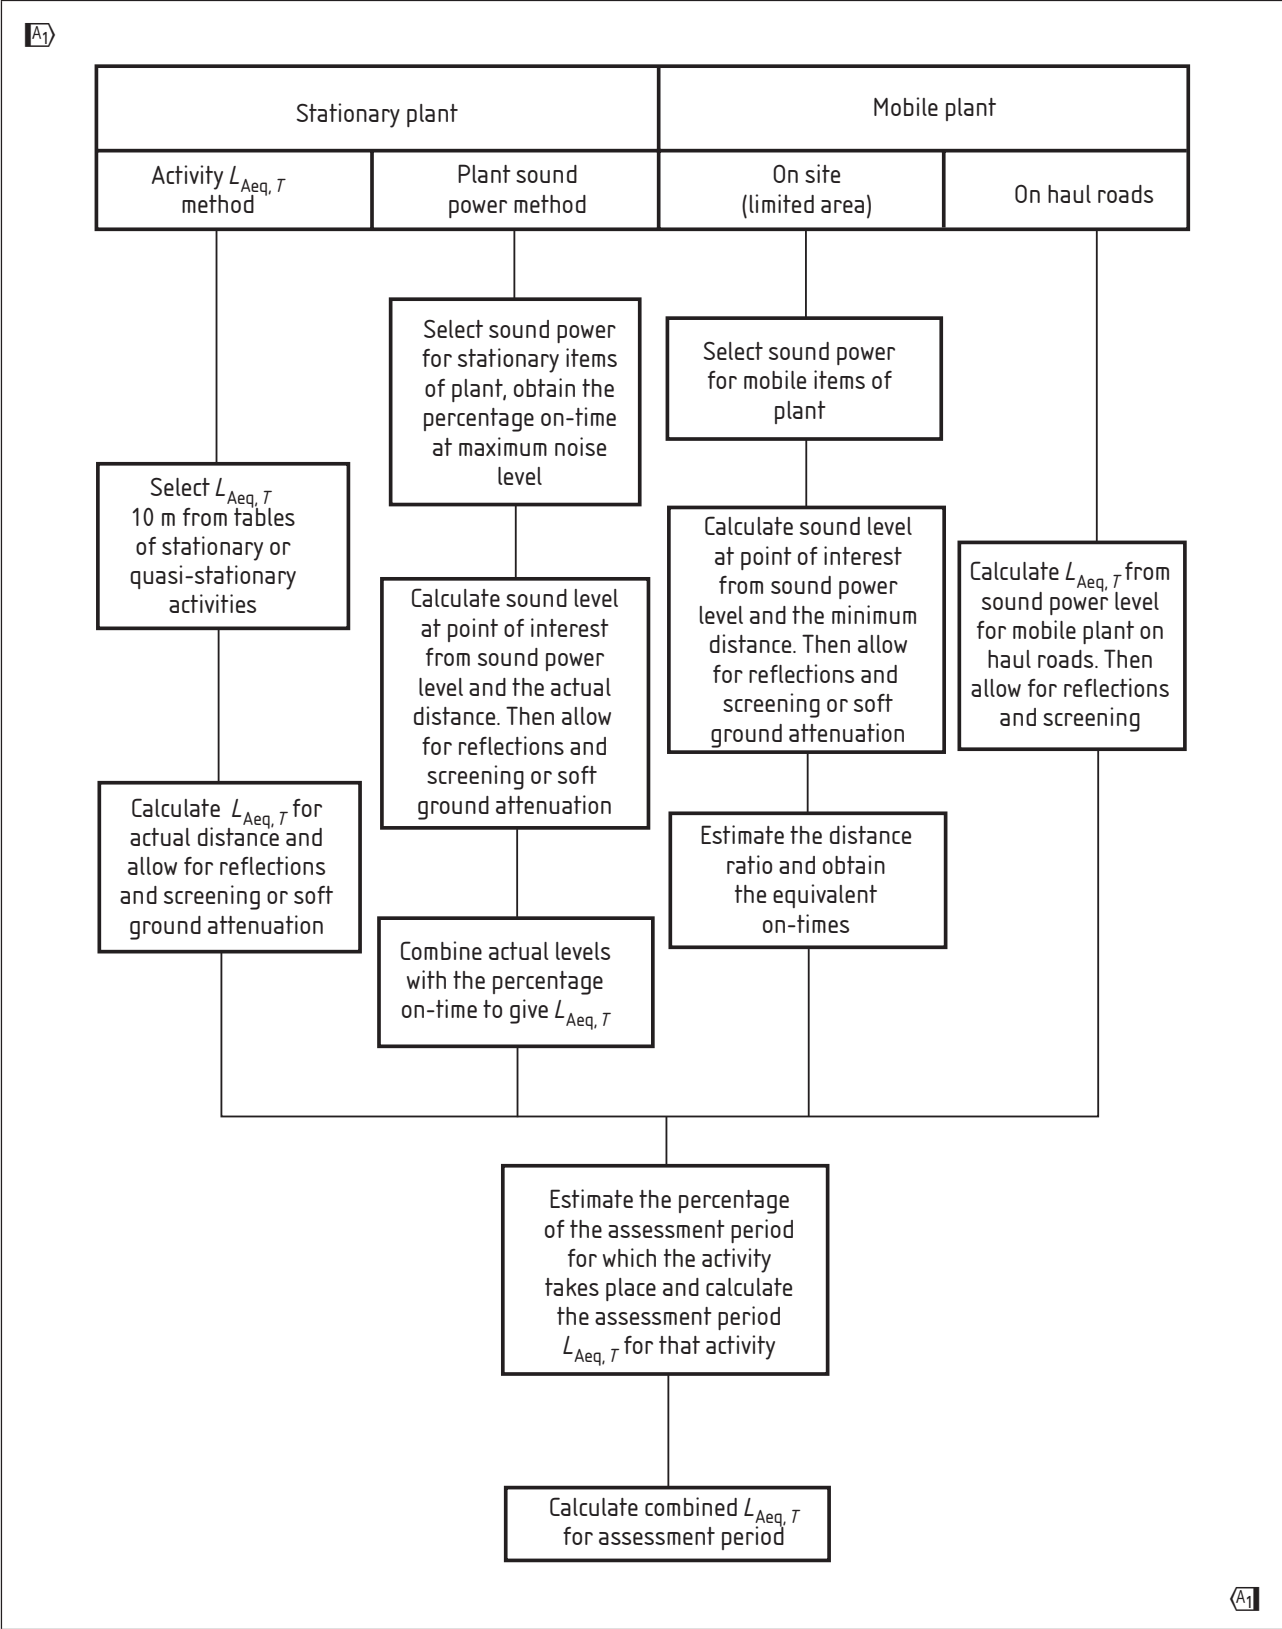 A1
Stationary plant
Mobile plant
Activity LAeq, T
method
Plant sound
power method
On site
(limited area)
On haul roads
Select LAeq, T
10 m from tables
of stationary or
quasi-stationary
activities
Calculate LAeq, T for
actual distance and
allow for reflections
and screening or soft
ground attenuation
Select sound power
for stationary items
of plant, obtain the
percentage on-time
at maximum noise
level
Calculate sound level
at point of interest
from sound power
level and the actual
distance. Then allow
for reflections and
screening or soft
ground attenuation
Combine actual levels
with the percentage
on-time to give LAeq, T
Select sound power
for mobile items of
plant
Calculate sound level
at point of interest
from sound power
level and the minimum
distance. Then allow
for reflections and
screening or soft
ground attenuation
Estimate the distance
ratio and obtain
the equivalent
on-times
Calculate LAeq, T from
sound power level
for mobile plant on
haul roads. Then
allow for reflections
and screening
Estimate the percentage
of the assessment period
for which the activity
takes place and calculate
the assessment period
LAeq, T for that activity
Calculate combined LAeq, T
for assessment period
A1